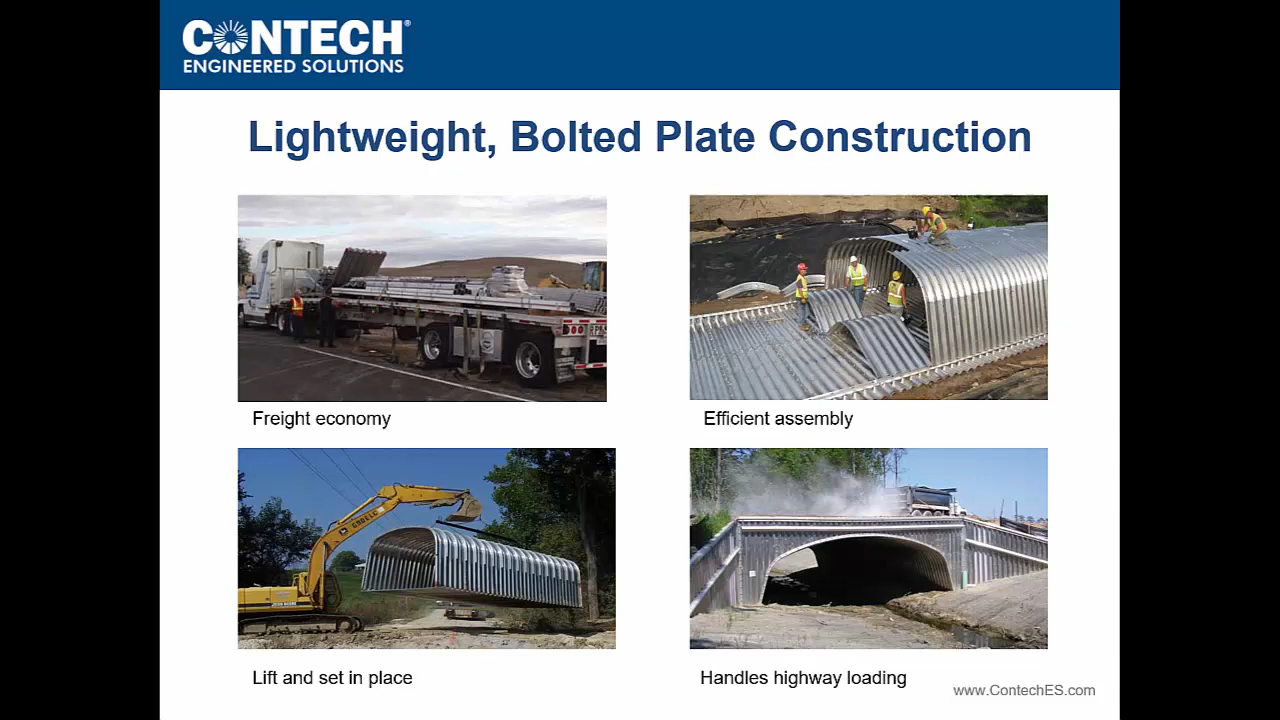 CONTECH®
ENGINEERED SOLUTIONS
Lightweight, Bolted Plate Construction
Freight economy
Efficient assembly
Lift and set in place
Handles highway loading
www.ContechES.com